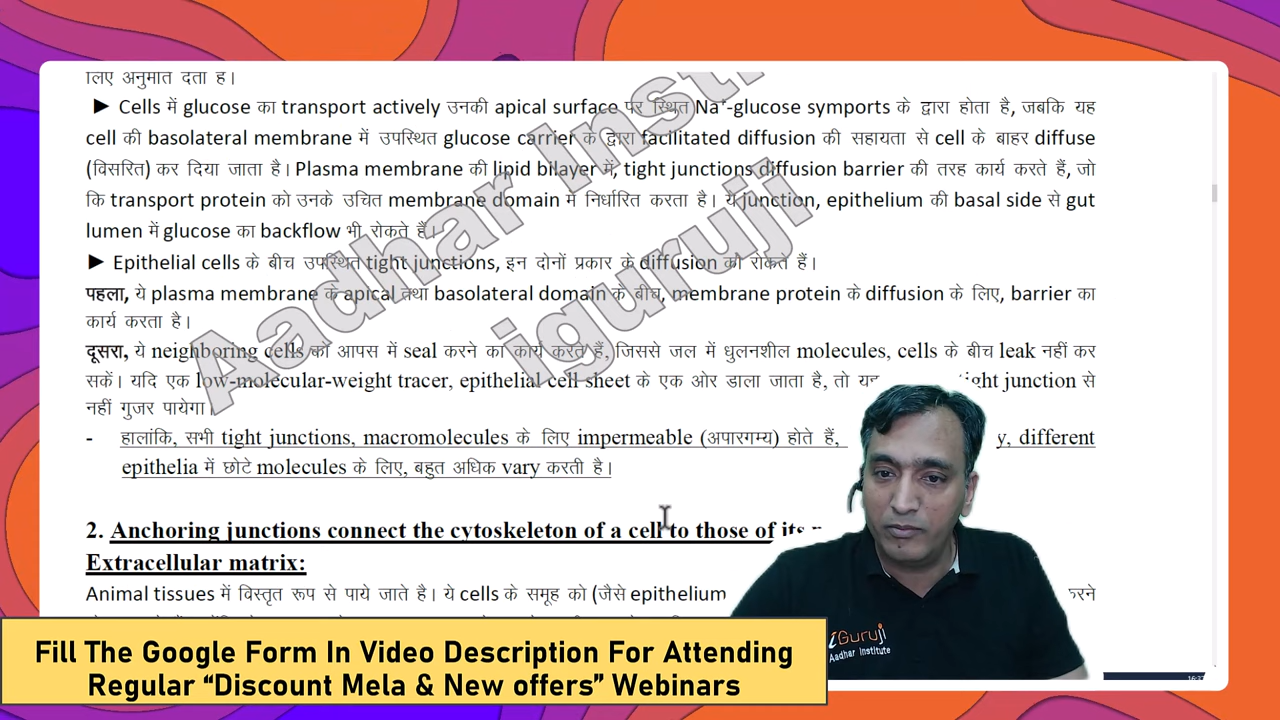 लिए अनुमति देता है।
► Cells में glucose का transport actively उनकी apical surface पर स्थित Na⁺-glucose symports के द्वारा होता है, जबकि यह
cell की basolateral membrane में उपस्थित glucose carrier के द्वारा facilitated diffusion की सहायता से cell के बाहर diffuse
(विसरित) कर दिया जाता है। Plasma membrane की lipid bilayer में, tight junctions diffusion barrier की तरह कार्य करते हैं, जो
कि transport protein को उनके उचित membrane domain में निर्धारित करता है। ये junction, epithelium की basal side से gut
lumen में glucose का backflow भी रोकते हैं।
► Epithelial cells के बीच उपस्थित tight junctions, इन दोनों प्रकार के diffusion को रोकते हैं।
पहला, ये plasma membrane के apical तथा basolateral domain के बीच, membrane protein के diffusion के लिए, barrier का
कार्य करता है।
दूसरा, ये neighboring cells को आपस में seal करने का कार्य करते हैं, जिससे जल में धुलनशील molecules, cells के बीच leak नहीं कर
सकें। यदि एक low-molecular-weight tracer, epithelial cell sheet के एक ओर डाला जाता है, तो यह tight junction से
नहीं गुजर पायेगा।
- हालांकि, सभी tight junctions, macromolecules के लिए impermeable (अपारगम्य) होते हैं, y, different
epithelia में छोटे molecules के लिए, बहुत अधिक vary करती है।
2. Anchoring junctions connect the cytoskeleton of a cell to those of its
Extracellular matrix:
Animal tissues में विस्तृत रूप से पाये जाते है। ये cells के समूह को (जैसे epithelium करने
Aadhar Insti
iguruji
iGuruji
Aadhar Institute
Fill The Google Form In Video Description For Attending
Regular “Discount Mela & New offers” Webinars